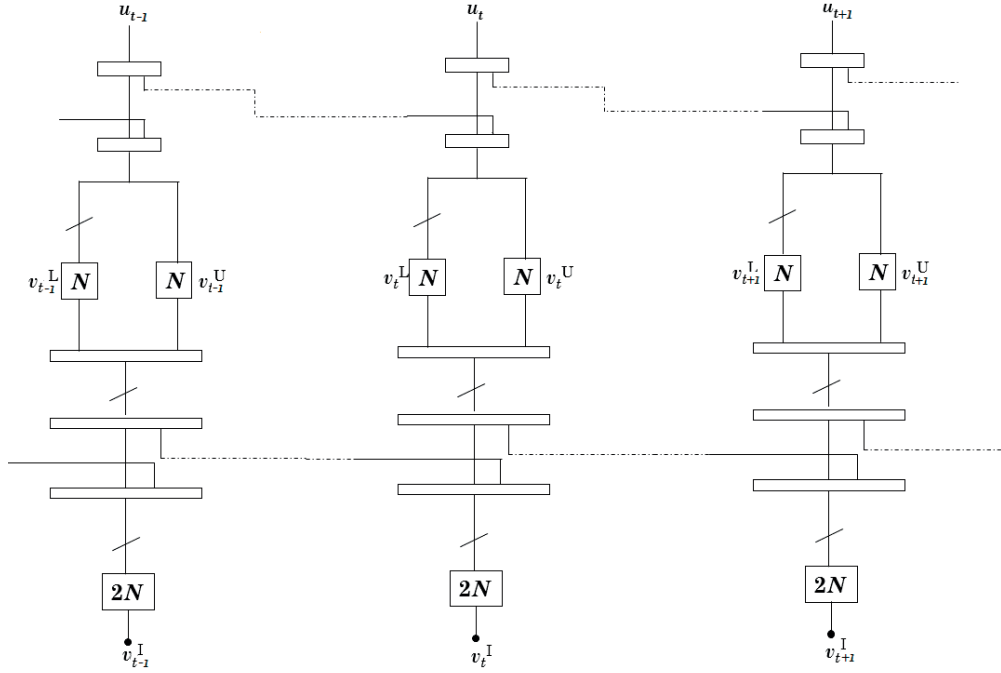 u_{t-1} u_t u_{t+1}
v_{t-1}^L N N v_{t-1}^U v_t^L N N v_t^U v_{t+1}^L N N v_{t+1}^U
2N 2N 2N
v_{t-1}^I v_t^I v_{t+1}^I